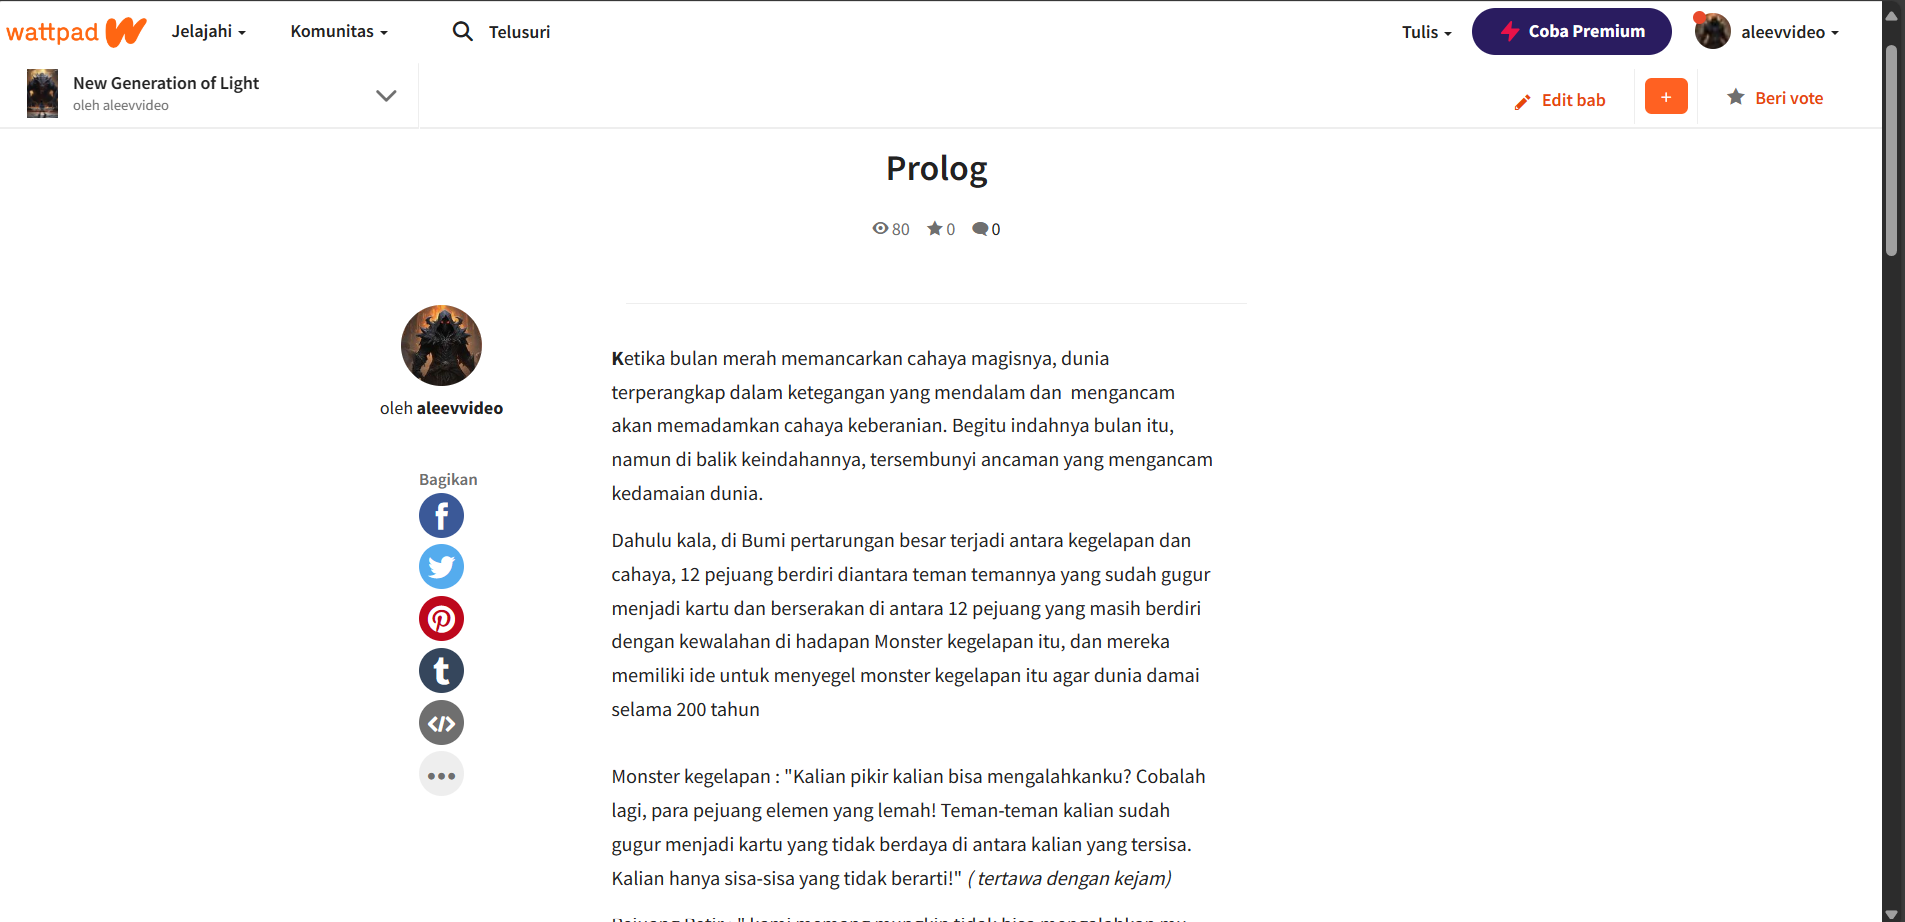 wattpad
Jelajahi
Komunitas
Telusuri
Tulis
Coba Premium
aleevvideo
New Generation of Light
oleh aleevvideo
Edit bab
+
Beri vote
Prolog
80
0
0
oleh aleevvideo
Bagikan
Ketika bulan merah memancarkan cahaya magisnya, dunia
terperangkap dalam ketegangan yang mendalam dan  mengancam
akan memadamkan cahaya keberanian. Begitu indahnya bulan itu,
namun di balik keindahannya, tersembunyi ancaman yang mengancam
kedamaian dunia.
Dahulu kala, di Bumi pertarungan besar terjadi antara kegelapan dan
cahaya, 12 pejuang berdiri diantara teman temannya yang sudah gugur
menjadi kartu dan berserakan di antara 12 pejuang yang masih berdiri
dengan kewalahan di hadapan Monster kegelapan itu, dan mereka
memiliki ide untuk menyegel monster kegelapan itu agar dunia damai
selama 200 tahun
Monster kegelapan : "Kalian pikir kalian bisa mengalahkanku? Cobalah
lagi, para pejuang elemen yang lemah! Teman-teman kalian sudah
gugur menjadi kartu yang tidak berdaya di antara kalian yang tersisa.
Kalian hanya sisa-sisa yang tidak berarti!" ( tertawa dengan kejam)